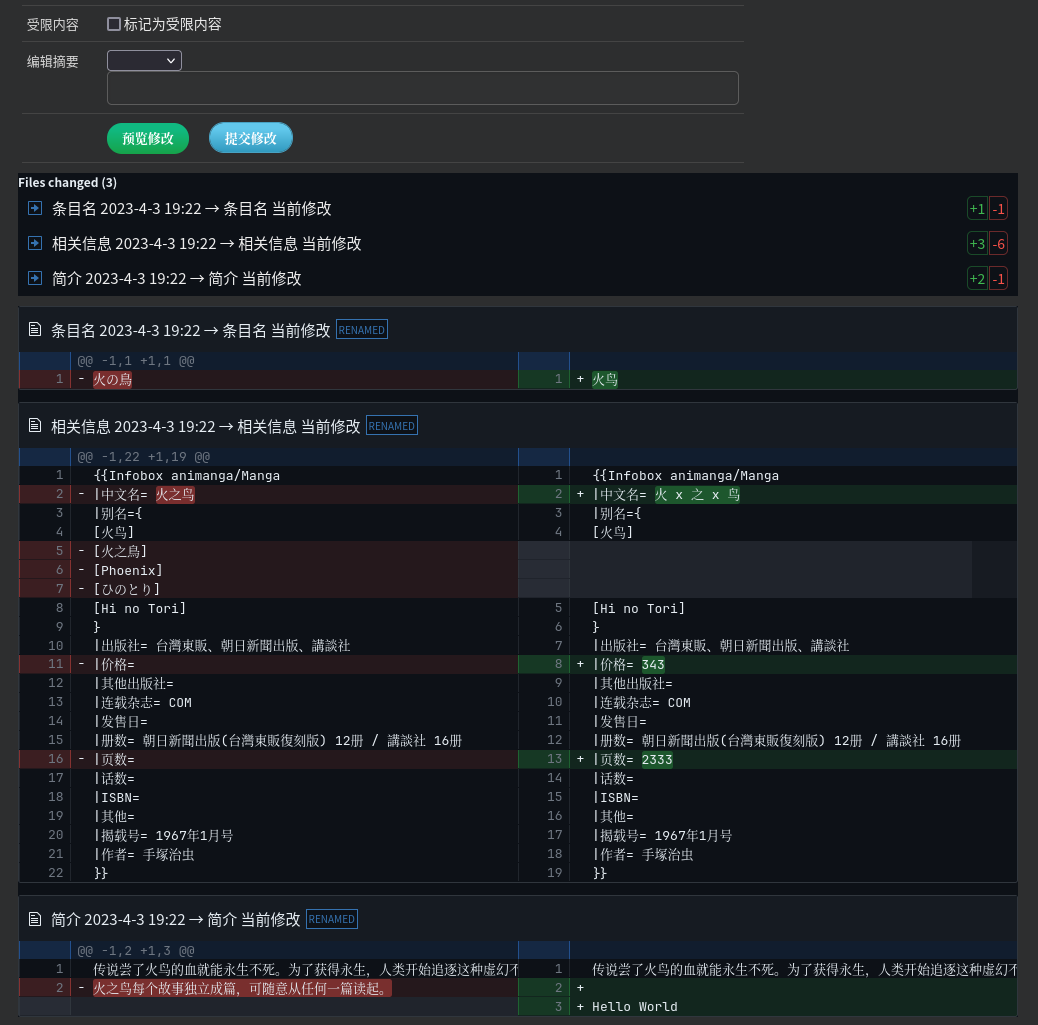 受限内容 标记为受限内容
编辑摘要
预览修改 提交修改
Files changed (3)
条目名 2023-4-3 19:22 → 条目名 当前修改 +1 -1
相关信息 2023-4-3 19:22 → 相关信息 当前修改 +3 -6
简介 2023-4-3 19:22 → 简介 当前修改 +2 -1
条目名 2023-4-3 19:22 → 条目名 当前修改 RENAMED
@@ -1,1 +1,1 @@
1 - 火の鳥 1 + 火鸟
相关信息 2023-4-3 19:22 → 相关信息 当前修改 RENAMED
@@ -1,22 +1,19 @@
1 {{Infobox animanga/Manga 1 {{Infobox animanga/Manga
2 - |中文名= 火之鸟 2 + |中文名= 火 x 之 x 鸟
3 |别名={ 3 |别名={
4 [火鸟] 4 [火鸟]
5 - [火之鳥]
6 - [Phoenix]
7 - [ひのとり]
8 [Hi no Tori] 5 [Hi no Tori]
9 } 6 }
10 |出版社= 台灣東販、朝日新聞出版、講談社 7 |出版社= 台灣東販、朝日新聞出版、講談社
11 - |价格= 8 + |价格= 343
12 |其他出版社= 9 |其他出版社=
13 |连载杂志= COM 10 |连载杂志= COM
14 |发售日= 11 |发售日=
15 |册数= 朝日新聞出版(台灣東販復刻版) 12册 / 講談社 16册 12 |册数= 朝日新聞出版(台灣東販復刻版) 12册 / 講談社 16册
16 - |页数= 13 + |页数= 2333
17 |话数= 14 |话数=
18 |ISBN= 15 |ISBN=
19 |其他= 16 |其他=
20 |揭载号= 1967年1月号 17 |揭载号= 1967年1月号
21 |作者= 手塚治虫 18 |作者= 手塚治虫
22 }} 19 }}
简介 2023-4-3 19:22 → 简介 当前修改 RENAMED
@@ -1,2 +1,3 @@
1 传说尝了火鸟的血就能永生不死。为了获得永生，人类开始追逐这种虚幻不 1 传说尝了火鸟的血就能永生不死。为了获得永生，人类开始追逐这种虚幻不
2 - 火之鸟每个故事独立成篇，可随意从任何一篇读起。 2 +
3 + Hello World